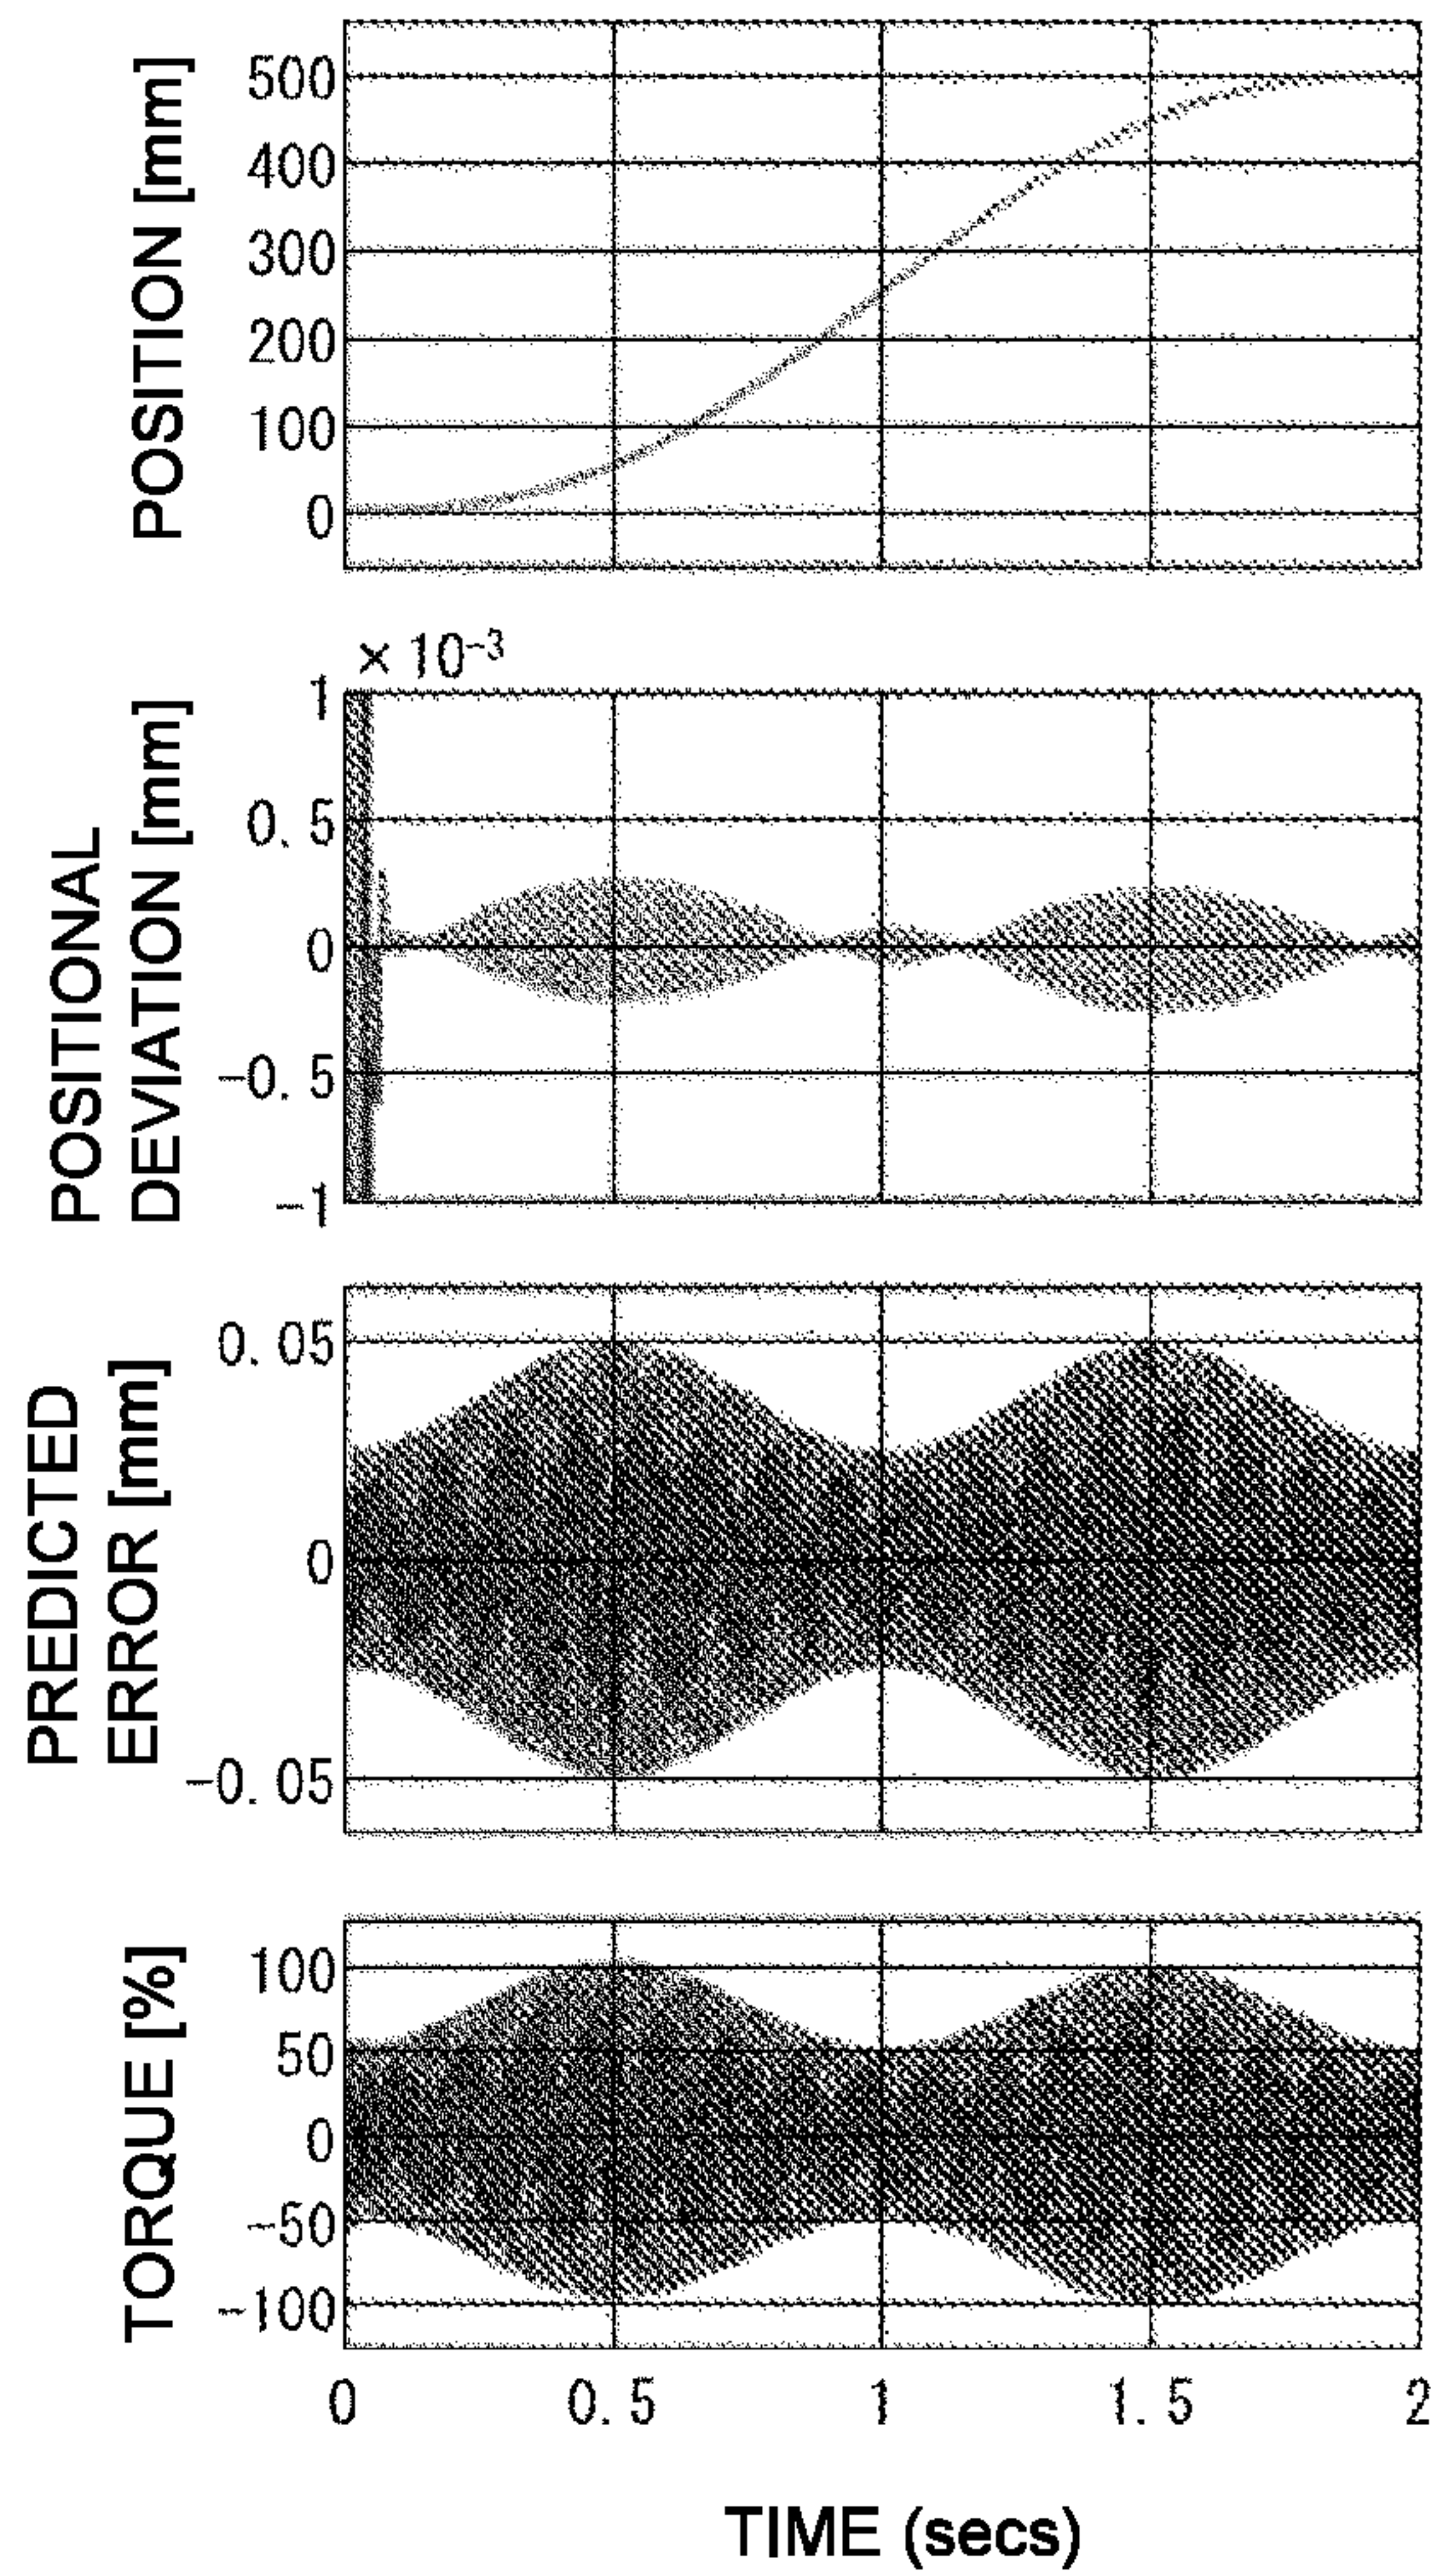 POSITION [mm]
500
400
300
200
100
0
POSITIONAL
DEVIATION [mm]
× 10⁻³
1
0. 5
0
-0. 5
-1
PREDICTED
ERROR [mm]
0. 05
0
-0. 05
TORQUE [%]
100
50
0
-50
-100
0 0. 5 1 1. 5 2
TIME (secs)